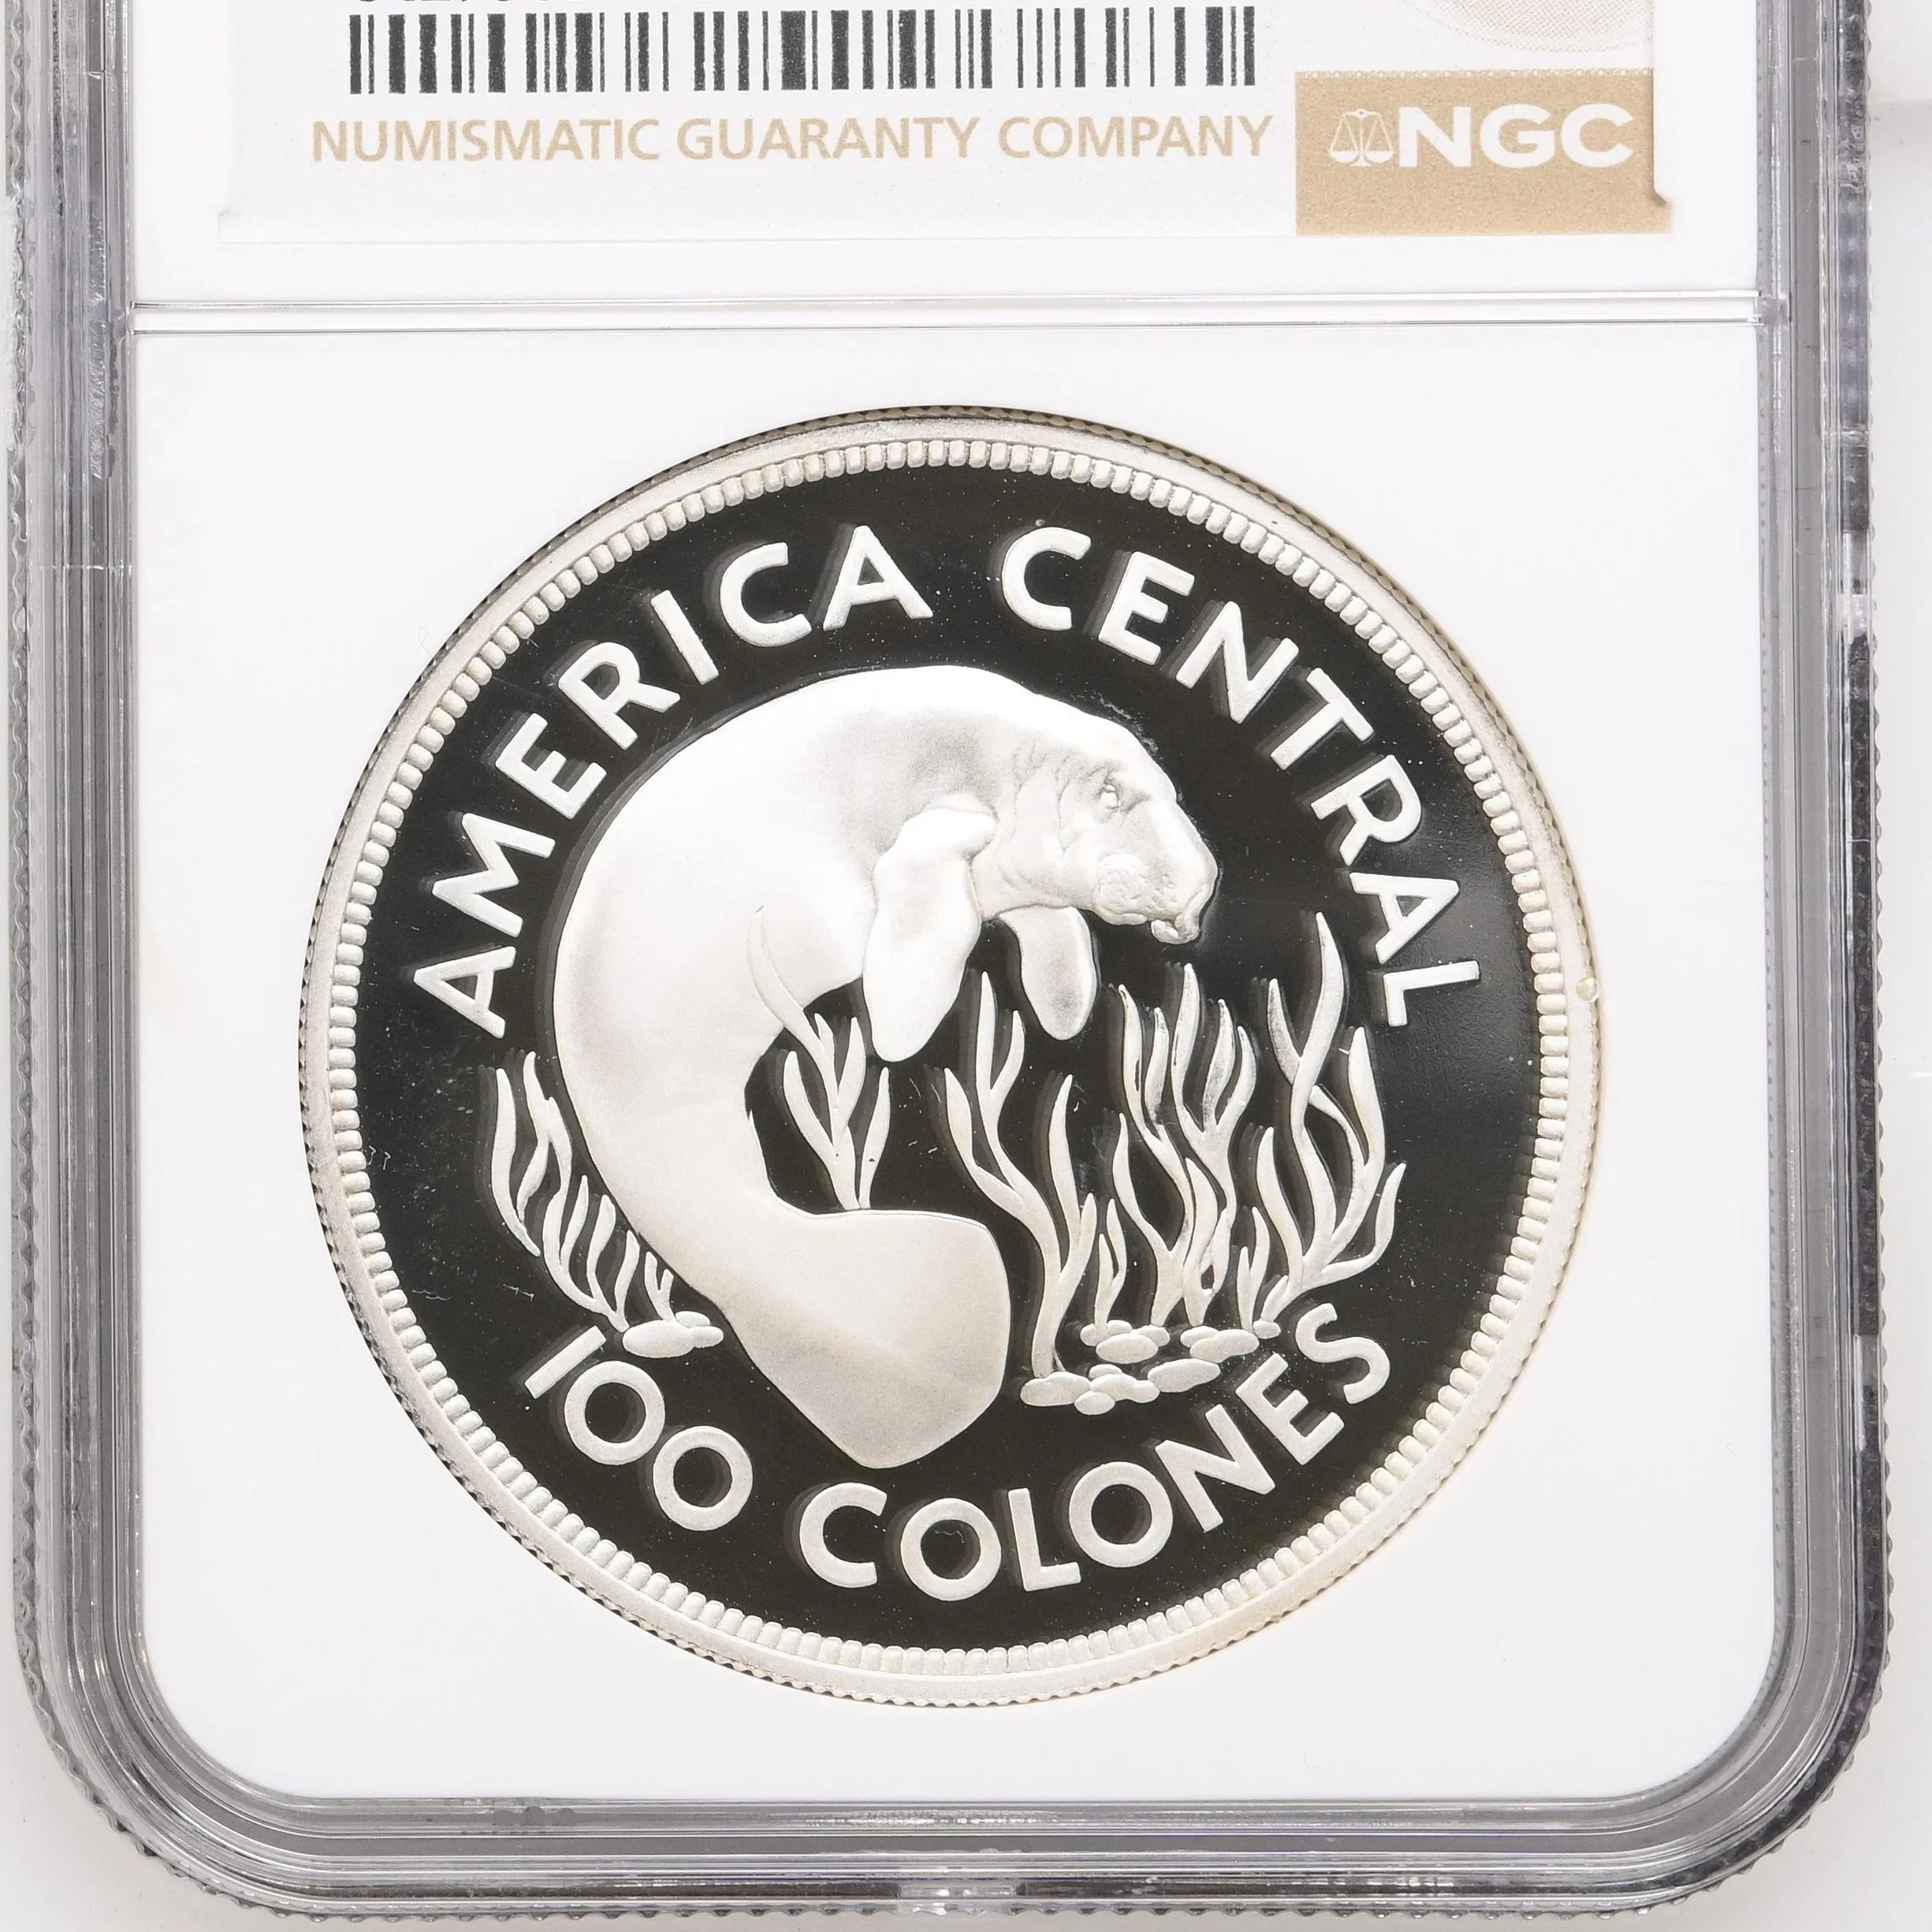 NUMISMATIC GUARANTY COMPANY
NGC
AMERICA CENTRAL
100 COLONES